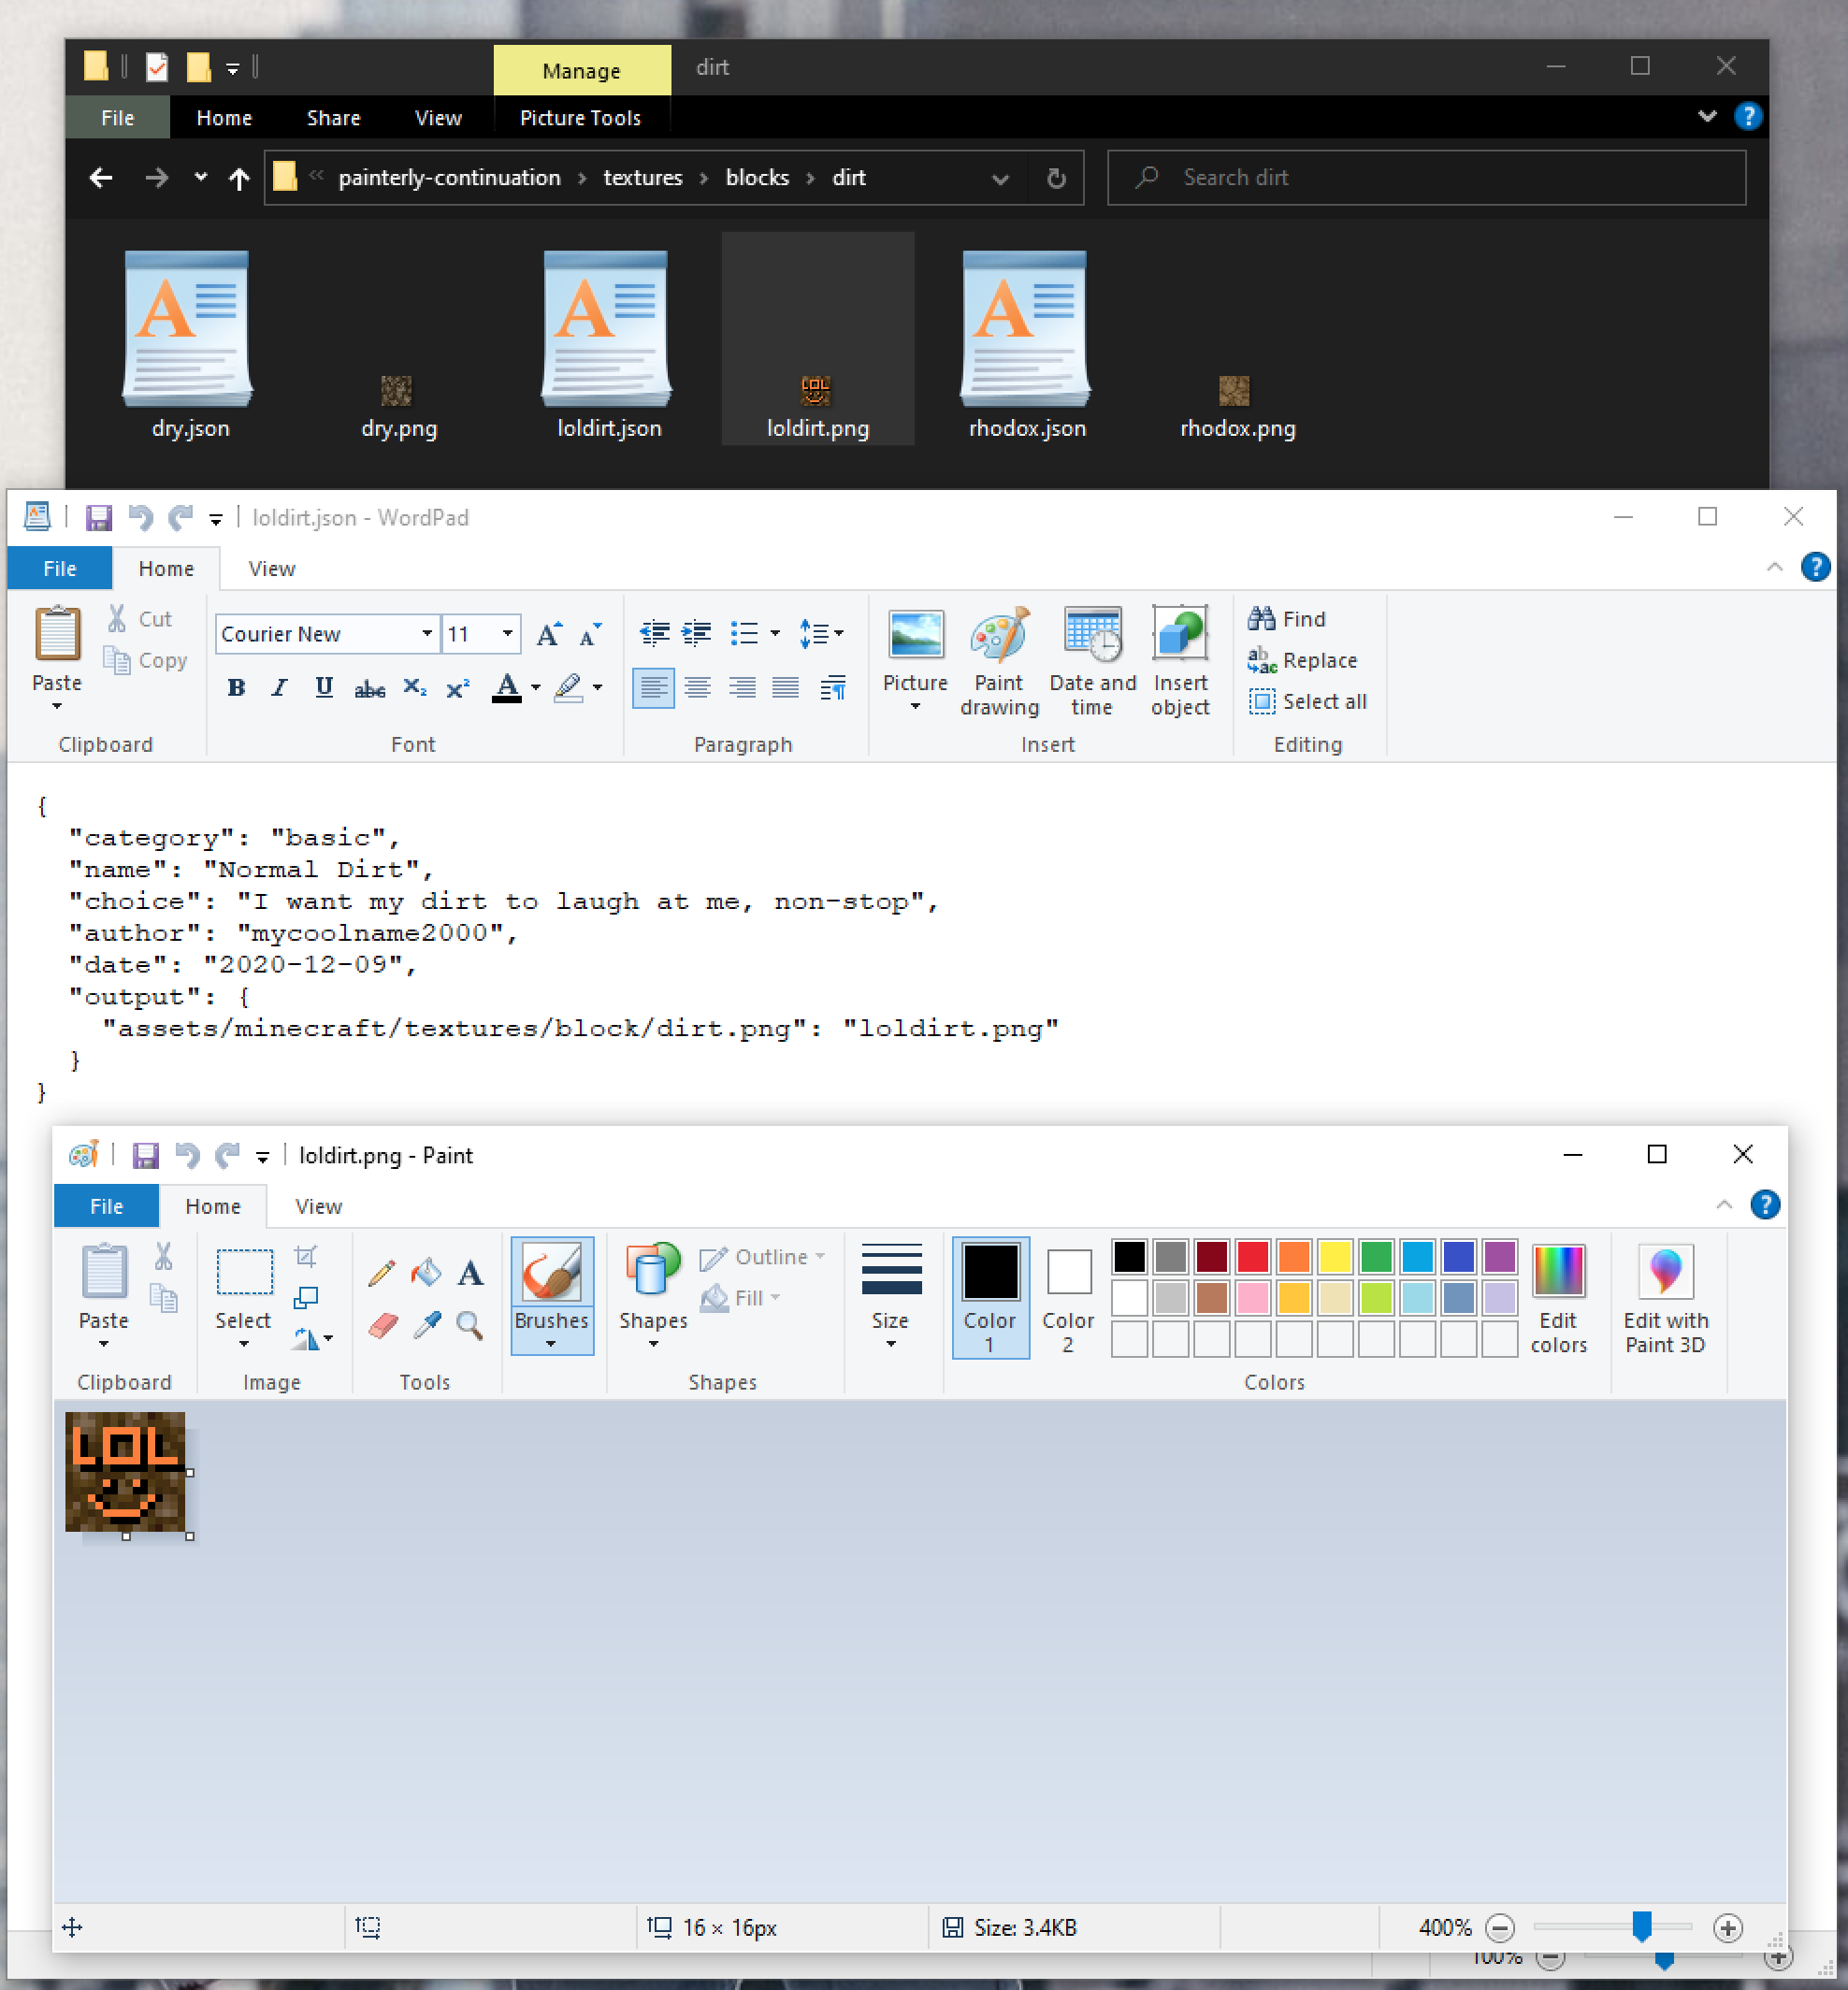 Manage dirt
File Home Share View Picture Tools ?
« painterly-continuation › textures › blocks › dirt Search dirt
dry.json dry.png loldirt.json loldirt.png rhodox.json rhodox.png
loldirt.json - WordPad
File Home View ?
Cut
Copy
Paste
Clipboard
Courier New 11
B I U abc X₂ X² A
Font
Paragraph
Picture
Paint drawing
Date and time
Insert object
Insert
Find
Replace
Select all
Editing
{
"category": "basic",
"name": "Normal Dirt",
"choice": "I want my dirt to laugh at me, non-stop",
"author": "mycoolname2000",
"date": "2020-12-09",
"output": {
"assets/minecraft/textures/block/dirt.png": "loldirt.png"
}
}
loldirt.png - Paint
File Home View ?
Paste
Clipboard
Select
Image
A
Tools
Brushes
Shapes
Outline
Fill
Shapes
Size
Color 1
Color 2
Edit colors
Colors
Edit with Paint 3D
LOL
16 × 16px Size: 3.4KB 400%
100%